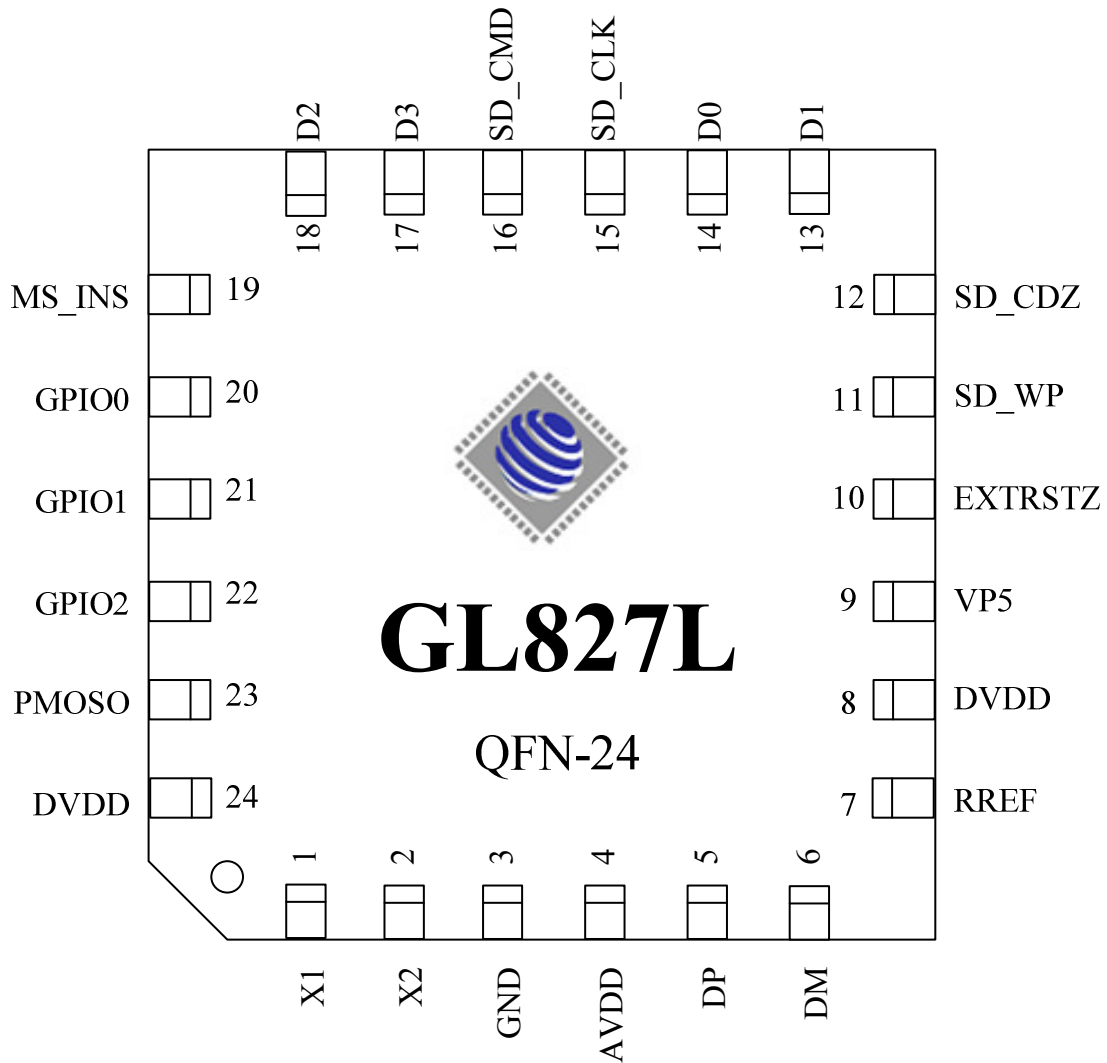 D2 D3 SD_CMD SD_CLK D0 D1
18 17 16 15 14 13
MS_INS 19 12 SD_CDZ
GPIO0 20 11 SD_WP
GPIO1 21 10 EXTRSTZ
GPIO2 22 9 VP5
GL827L
PMOSO 23 8 DVDD
QFN-24
DVDD 24 7 RREF
1 2 3 4 5 6
X1 X2 GND AVDD DP DM